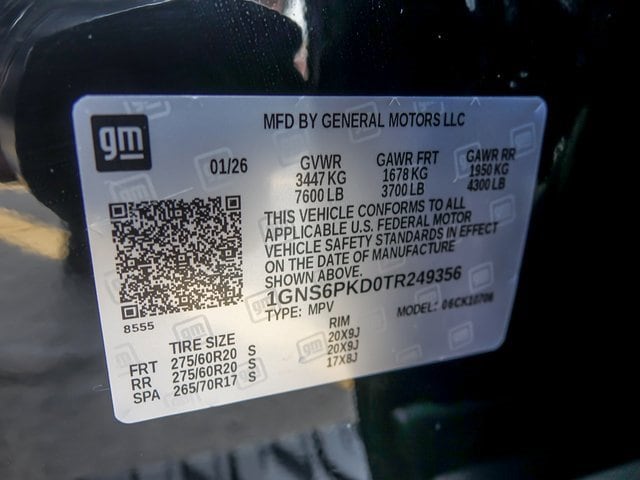 gm
MFD BY GENERAL MOTORS LLC
01/26
GVWR GAWR FRT GAWR RR
3447 KG 1678 KG 1950 KG
7600 LB 3700 LB 4300 LB
THIS VEHICLE CONFORMS TO ALL
APPLICABLE U.S. FEDERAL MOTOR
VEHICLE SAFETY STANDARDS IN EFFECT
ON THE DATE OF MANUFACTURE
SHOWN ABOVE.
1GNS6PKD0TR249356
TYPE: MPV MODEL: 06CK10706
8555
TIRE SIZE RIM
FRT 275/60R20 S 20X9J
RR 275/60R20 S 20X9J
SPA 265/70R17 S 17X8J